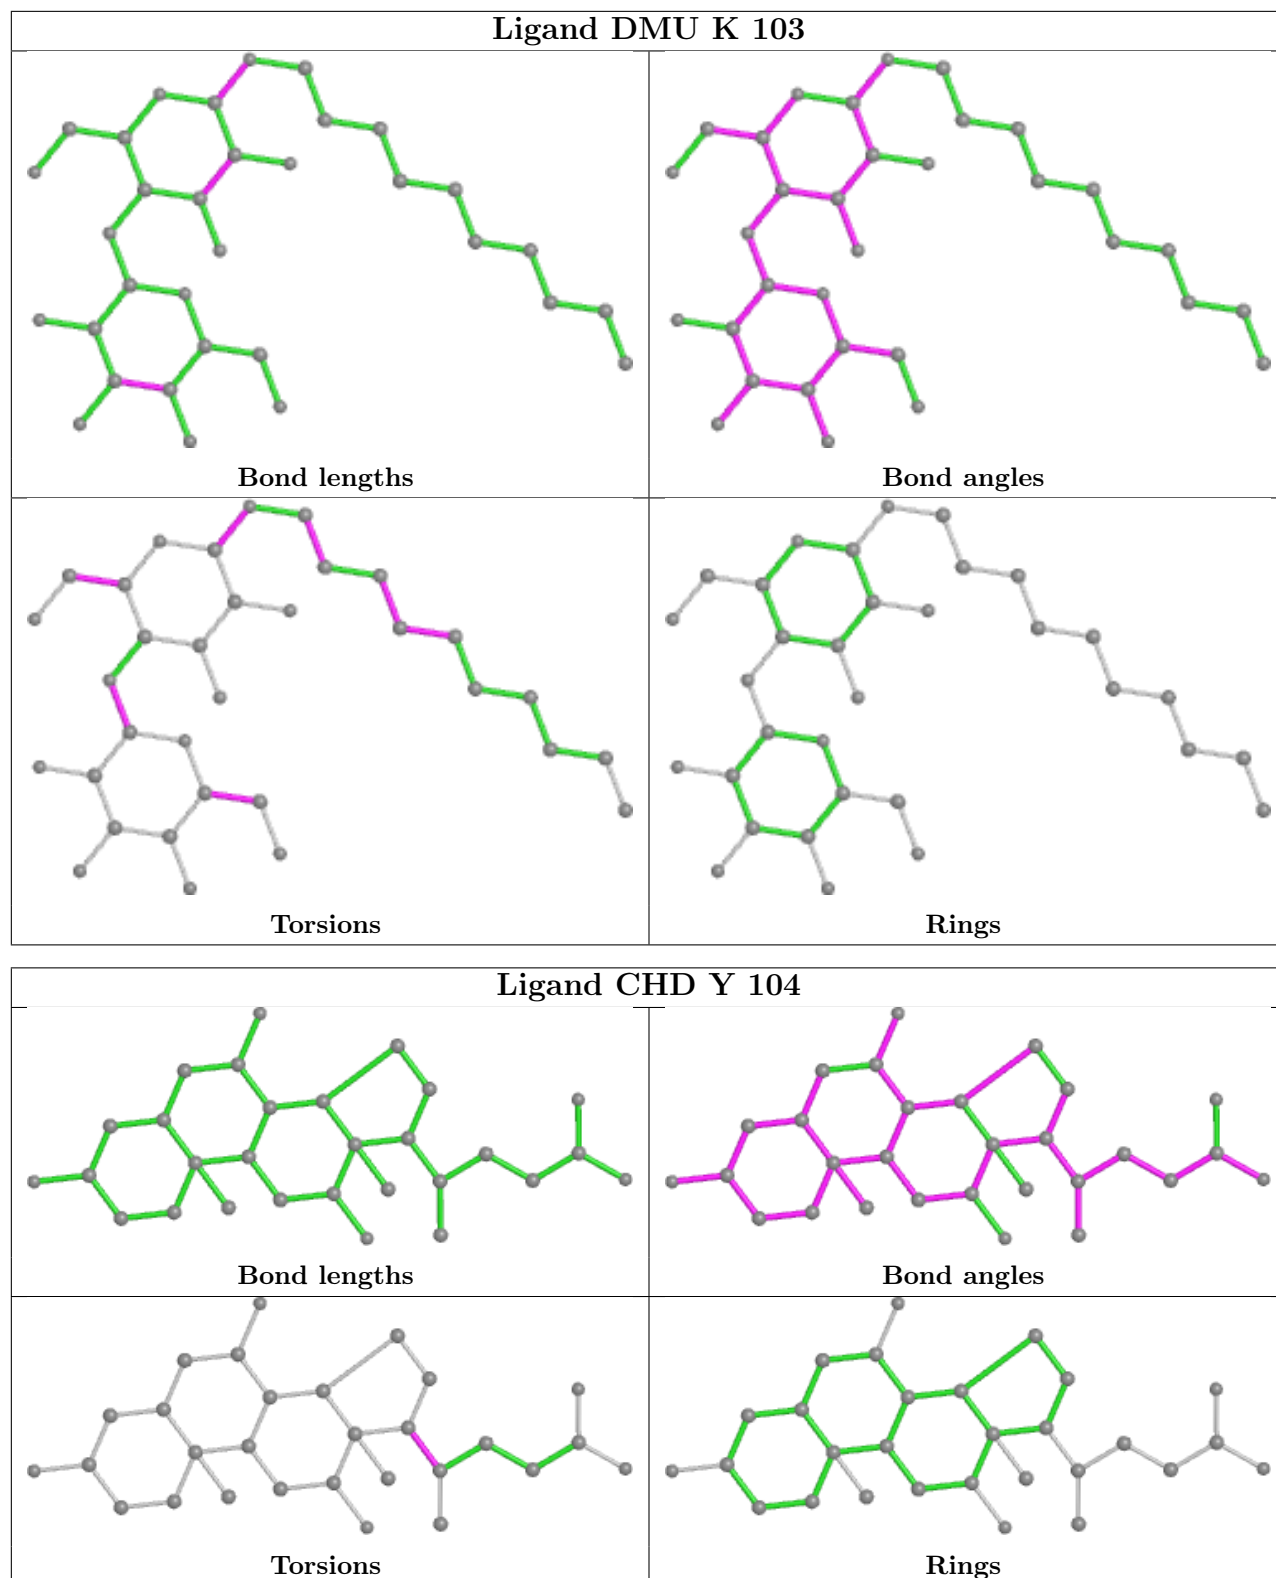 Ligand DMU K 103
Bond lengths
Bond angles
Torsions
Rings
Ligand CHD Y 104
Bond lengths
Bond angles
Torsions
Rings